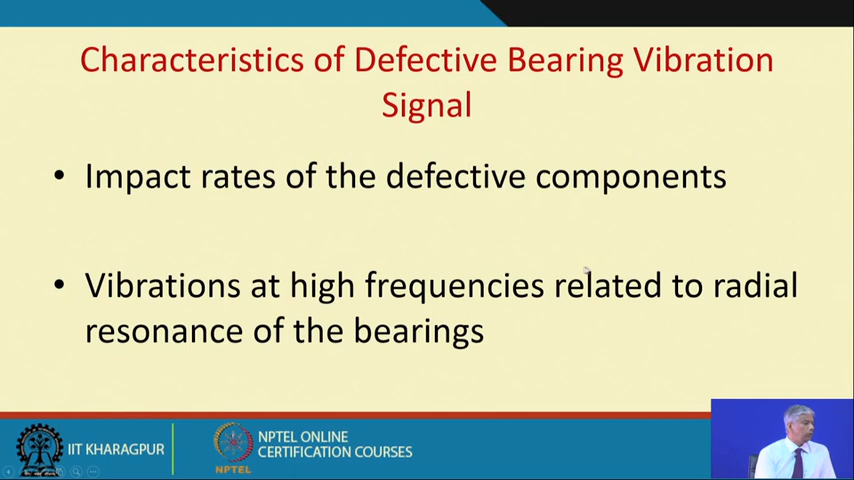 Characteristics of Defective Bearing Vibration
Signal
• Impact rates of the defective components
• Vibrations at high frequencies related to radial
resonance of the bearings
IIT KHARAGPUR
NPTEL ONLINE
CERTIFICATION COURSES
NPTEL